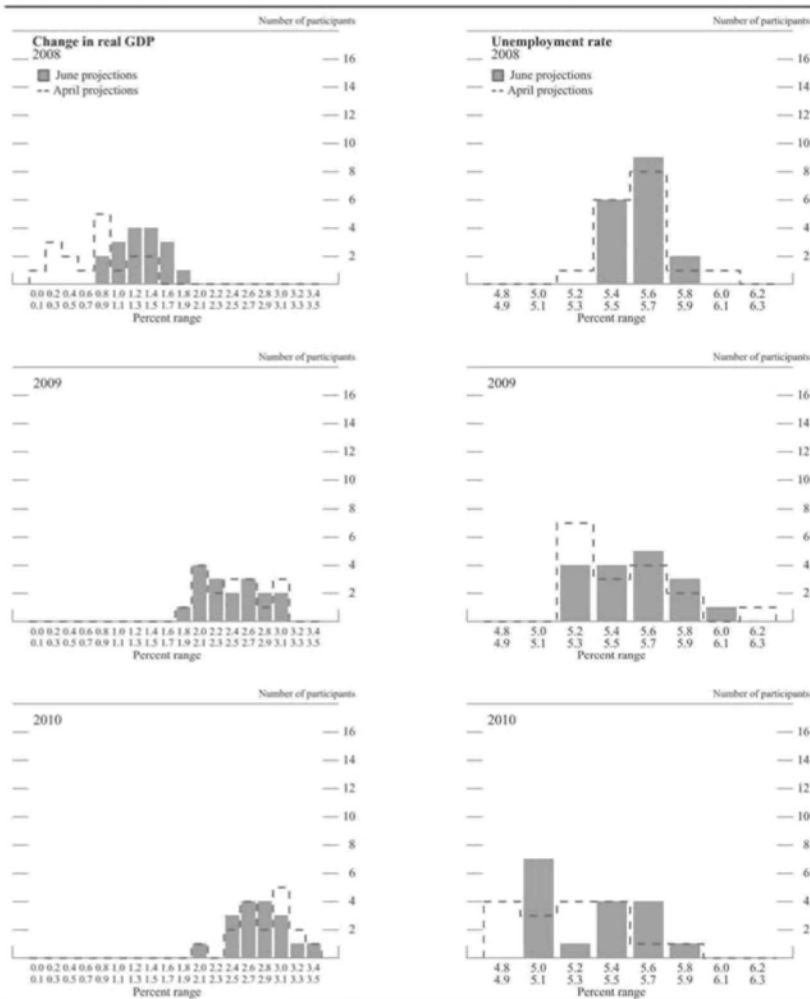 Number of participants
Change in real GDP
2008
June projections
April projections
16
14
12
10
8
6
4
2
0.0 0.2 0.4 0.6 0.8 1.0 1.2 1.4 1.6 1.8 2.0 2.2 2.4 2.6 2.8 3.0 3.2 3.4
0.1 0.3 0.5 0.7 0.9 1.1 1.3 1.5 1.7 1.9 2.1 2.3 2.5 2.7 2.9 3.1 3.3 3.5
Percent range
Number of participants
Unemployment rate
2008
June projections
April projections
16
14
12
10
8
6
4
2
4.8 5.0 5.2 5.4 5.6 5.8 6.0 6.2
4.9 5.1 5.3 5.5 5.7 5.9 6.1 6.3
Percent range
Number of participants
2009
16
14
12
10
8
6
4
2
0.0 0.2 0.4 0.6 0.8 1.0 1.2 1.4 1.6 1.8 2.0 2.2 2.4 2.6 2.8 3.0 3.2 3.4
0.1 0.3 0.5 0.7 0.9 1.1 1.3 1.5 1.7 1.9 2.1 2.3 2.5 2.7 2.9 3.1 3.3 3.5
Percent range
Number of participants
2009
16
14
12
10
8
6
4
2
4.8 5.0 5.2 5.4 5.6 5.8 6.0 6.2
4.9 5.1 5.3 5.5 5.7 5.9 6.1 6.3
Percent range
Number of participants
2010
16
14
12
10
8
6
4
2
0.0 0.2 0.4 0.6 0.8 1.0 1.2 1.4 1.6 1.8 2.0 2.2 2.4 2.6 2.8 3.0 3.2 3.4
0.1 0.3 0.5 0.7 0.9 1.1 1.3 1.5 1.7 1.9 2.1 2.3 2.5 2.7 2.9 3.1 3.3 3.5
Percent range
Number of participants
2010
16
14
12
10
8
6
4
2
4.8 5.0 5.2 5.4 5.6 5.8 6.0 6.2
4.9 5.1 5.3 5.5 5.7 5.9 6.1 6.3
Percent range